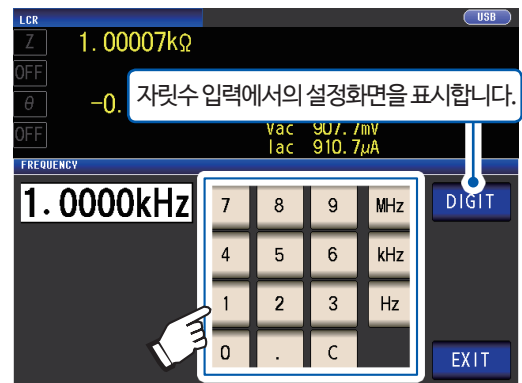 LCR USB
Z 1.00007kΩ
OFF
θ -0.
자릿수 입력에서의 설정화면을 표시합니다.
OFF Vac 907.7mV
Iac 910.7μA
FREQUENCY
1.0000kHz 7 8 9 MHz DIGIT
4 5 6 kHz
1 2 3 Hz
0 . C EXIT